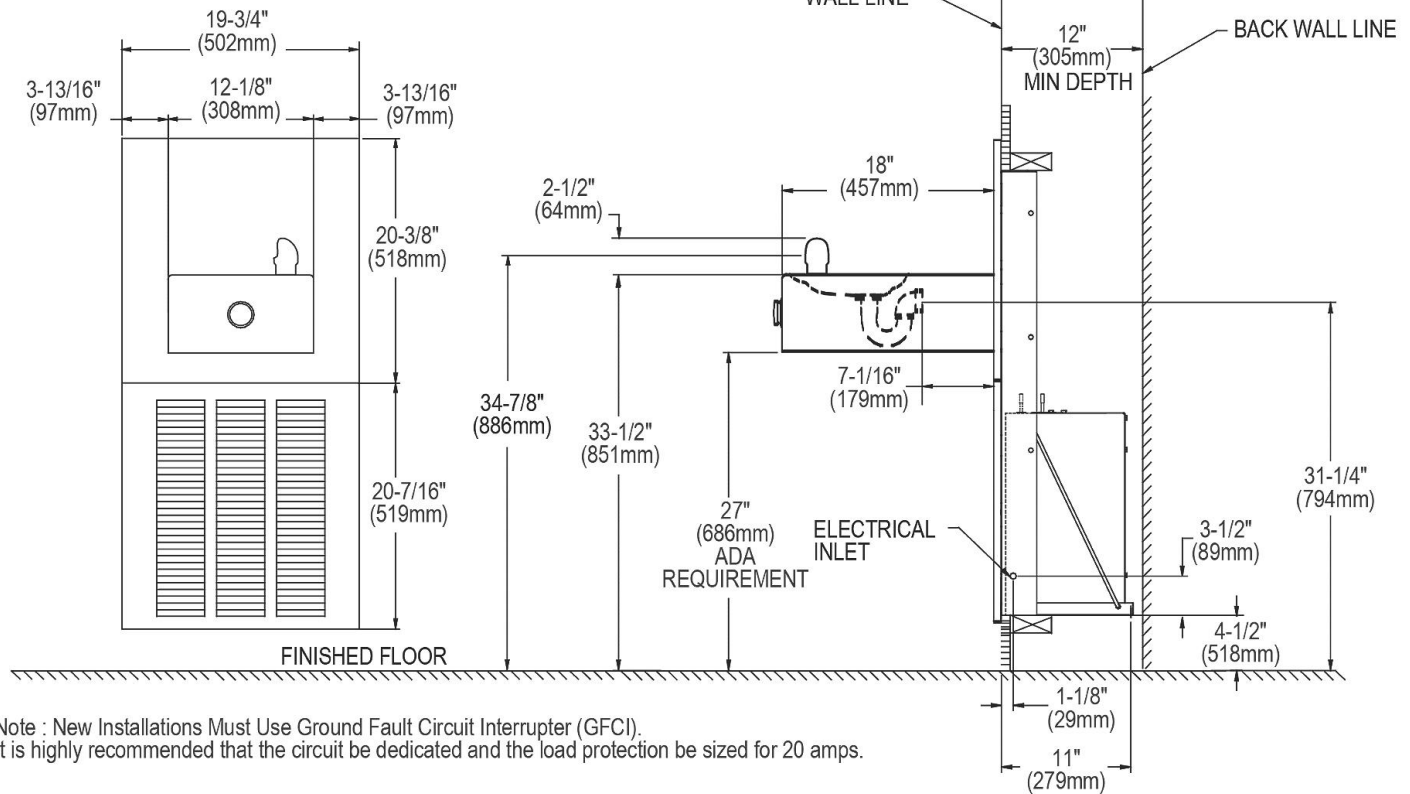 19-3/4"
(502mm)
3-13/16"
(97mm)
12-1/8"
(308mm)
3-13/16"
(97mm)
20-3/8"
(518mm)
20-7/16"
(519mm)
FINISHED FLOOR
WALL LINE
12"
(305mm)
MIN DEPTH
BACK WALL LINE
18"
(457mm)
2-1/2"
(64mm)
7-1/16"
(179mm)
34-7/8"
(886mm)
33-1/2"
(851mm)
27"
(686mm)
ADA
REQUIREMENT
ELECTRICAL
INLET
31-1/4"
(794mm)
3-1/2"
(89mm)
4-1/2"
(518mm)
1-1/8"
(29mm)
11"
(279mm)
Note : New Installations Must Use Ground Fault Circuit Interrupter (GFCI).
t is highly recommended that the circuit be dedicated and the load protection be sized for 20 amps.